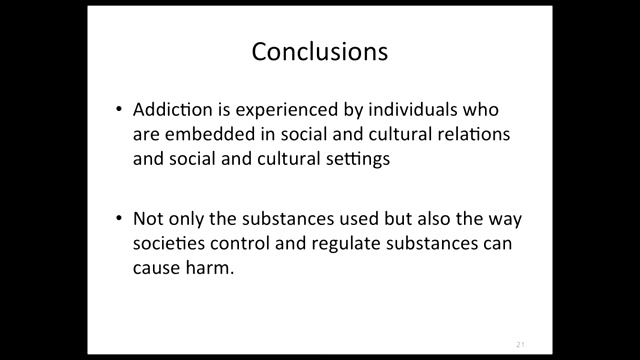 Conclusions
• Addiction is experienced by individuals who
are embedded in social and cultural relations
and social and cultural settings
• Not only the substances used but also the way
societies control and regulate substances can
cause harm.
21